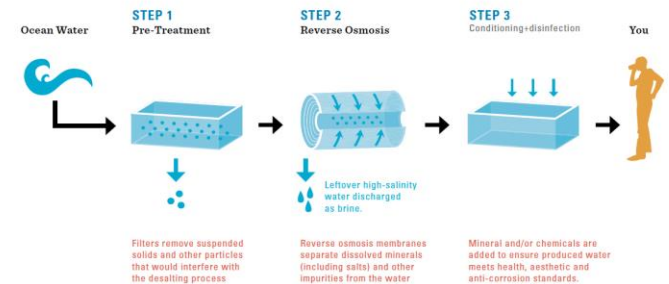 Ocean Water
STEP 1
Pre-Treatment
STEP 2
Reverse Osmosis
STEP 3
Conditioning+disinfection
You
Leftover high-salinity
water discharged
as brine.
Filters remove suspended
solids and other particles
that would interfere with
the desalting process
Reverse osmosis membranes
separate dissolved minerals
(including salts) and other
impurities from the water
Mineral and/or chemicals are
added to ensure produced water
meets health, aesthetic and
anti-corrosion standards.